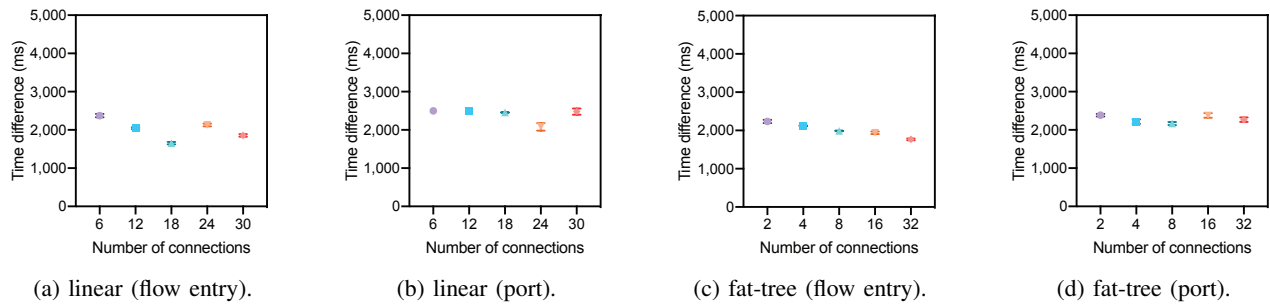 5,000
4,000
3,000
2,000
1,000
0
Time difference (ms)
6 12 18 24 30
Number of connections
(a) linear (flow entry).
5,000
4,000
3,000
2,000
1,000
0
Time difference (ms)
6 12 18 24 30
Number of connections
(b) linear (port).
5,000
4,000
3,000
2,000
1,000
0
Time difference (ms)
2 4 8 16 32
Number of connections
(c) fat-tree (flow entry).
5,000
4,000
3,000
2,000
1,000
0
Time difference (ms)
2 4 8 16 32
Number of connections
(d) fat-tree (port).